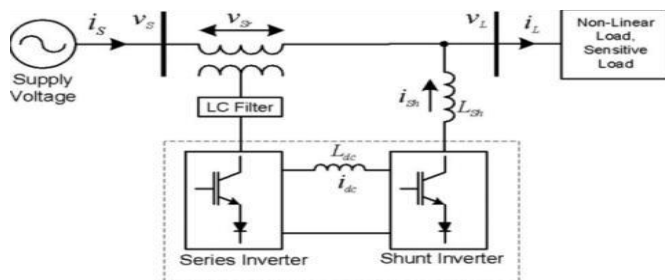 i_S
v_S
v_Sr
v_L
i_L
Non-Linear
Load,
Sensitive
Load
Supply
Voltage
LC Filter
i_Sh
L_Sh
L_dc
i_dc
Series Inverter
Shunt Inverter